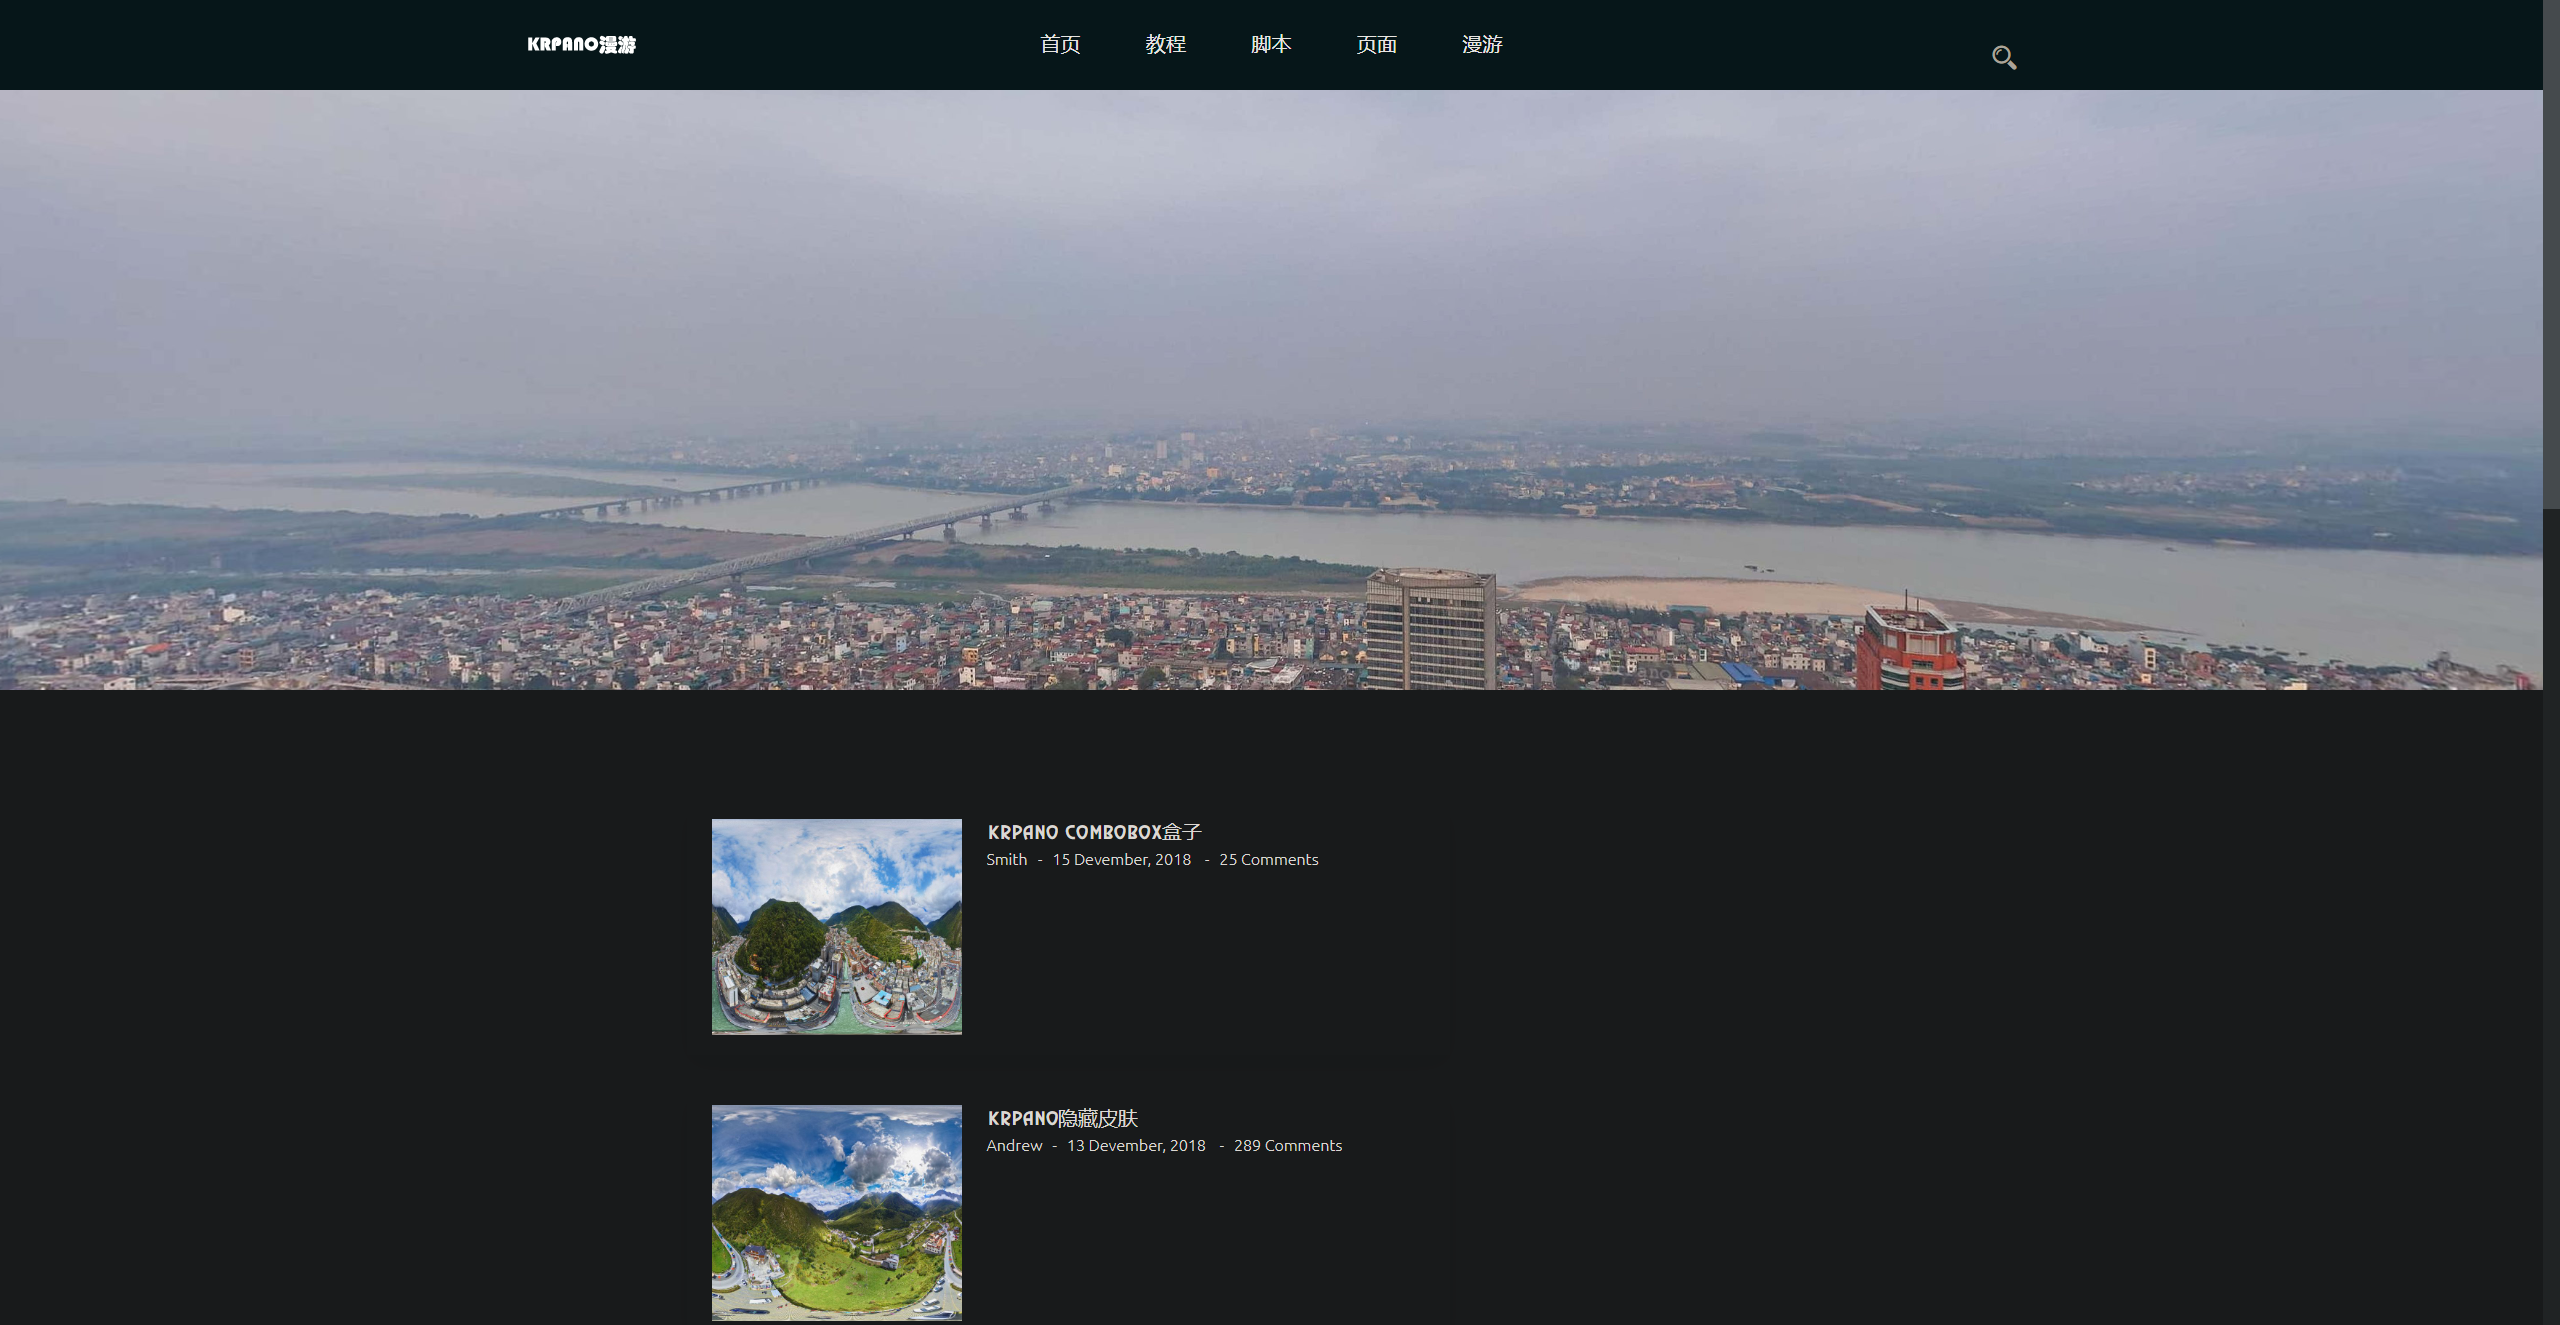 KRPANO漫游
首页 教程 脚本 页面 漫游
KRPANO COMBOBOX盒子
Smith - 15 Devember, 2018 - 25 Comments
KRPANO隐藏皮肤
Andrew - 13 Devember, 2018 - 289 Comments